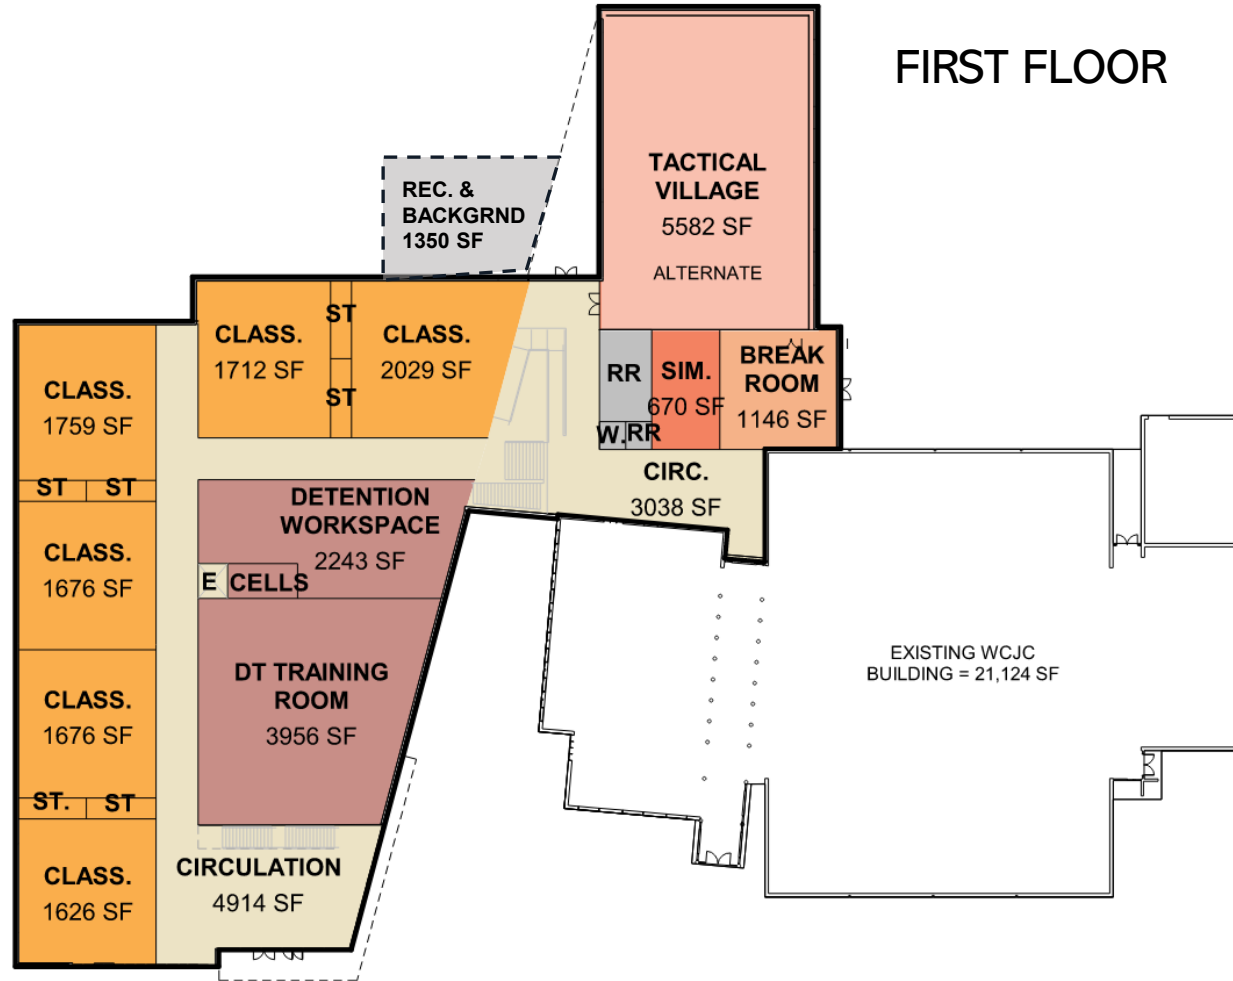 FIRST FLOOR
TACTICAL
VILLAGE
5582 SF
ALTERNATE
REC. &
BACKGRND
1350 SF
CLASS.
1712 SF
ST
ST
CLASS.
2029 SF
RR
SIM.
670 SF
BREAK
ROOM
1146 SF
W.
RR
CLASS.
1759 SF
ST
ST
CIRC.
3038 SF
DETENTION
WORKSPACE
2243 SF
E
CELLS
CLASS.
1676 SF
DT TRAINING
ROOM
3956 SF
EXISTING WCJC
BUILDING = 21,124 SF
CLASS.
1676 SF
ST.
ST
CIRCULATION
4914 SF
CLASS.
1626 SF